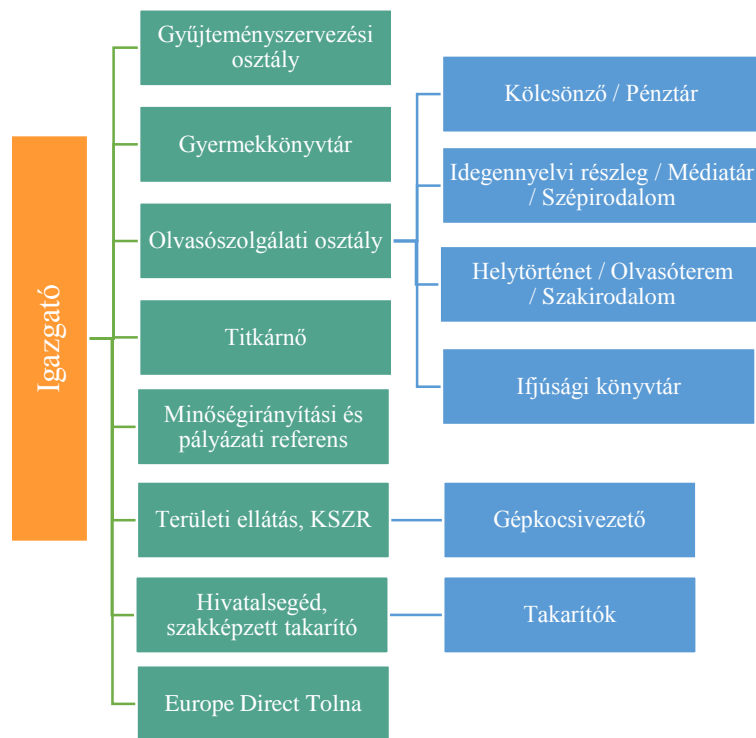 Igazgató
Gyűjteményszervezési
osztály
Gyermekkönyvtár
Olvasószolgálati osztály
Titkárnő
Minőségirányítási és
pályázati referens
Területi ellátás, KSZR
Hivatalsegéd,
szakképzett takarító
Europe Direct Tolna
Kölcsönző / Pénztár
Idegennyelvi részleg / Médiatár
/ Szépirodalom
Helytörténet / Olvasóterem
/ Szakirodalom
Ifjúsági könyvtár
Gépkocsivezető
Takarítók